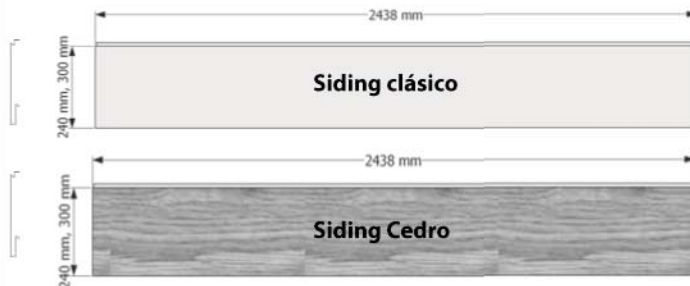 2438 mm
240 mm, 300 mm
Siding clásico
2438 mm
240 mm, 300 mm
Siding Cedro